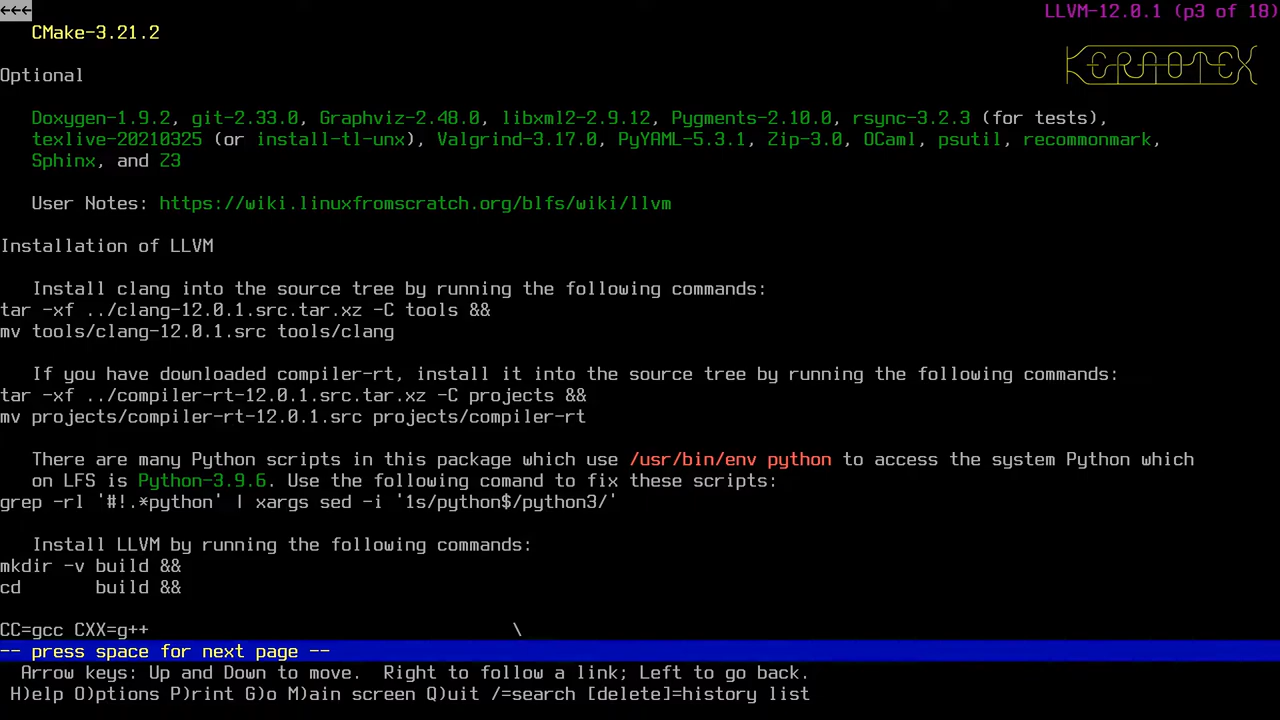 ←←← LLVM-12.0.1 (p3 of 18)
CMake-3.21.2
KERAOTEX
Optional
Doxygen-1.9.2, git-2.33.0, Graphviz-2.48.0, libxml2-2.9.12, Pygments-2.10.0, rsync-3.2.3 (for tests),
texlive-20210325 (or install-tl-unx), Valgrind-3.17.0, PyYAML-5.3.1, Zip-3.0, OCaml, psutil, recommonmark,
Sphinx, and Z3
User Notes: https://wiki.linuxfromscratch.org/blfs/wiki/llvm
Installation of LLVM
Install clang into the source tree by running the following commands:
tar -xf ../clang-12.0.1.src.tar.xz -C tools &&
mv tools/clang-12.0.1.src tools/clang
If you have downloaded compiler-rt, install it into the source tree by running the following commands:
tar -xf ../compiler-rt-12.0.1.src.tar.xz -C projects &&
mv projects/compiler-rt-12.0.1.src projects/compiler-rt
There are many Python scripts in this package which use /usr/bin/env python to access the system Python which
on LFS is Python-3.9.6. Use the following comand to fix these scripts:
grep -rl '#!.*python' | xargs sed -i '1s/python$/python3/'
Install LLVM by running the following commands:
mkdir -v build &&
cd       build &&
CC=gcc CXX=g++                                  \
-- press space for next page --
Arrow keys: Up and Down to move.  Right to follow a link; Left to go back.
H)elp O)ptions P)rint G)o M)ain screen Q)uit /=search [delete]=history list